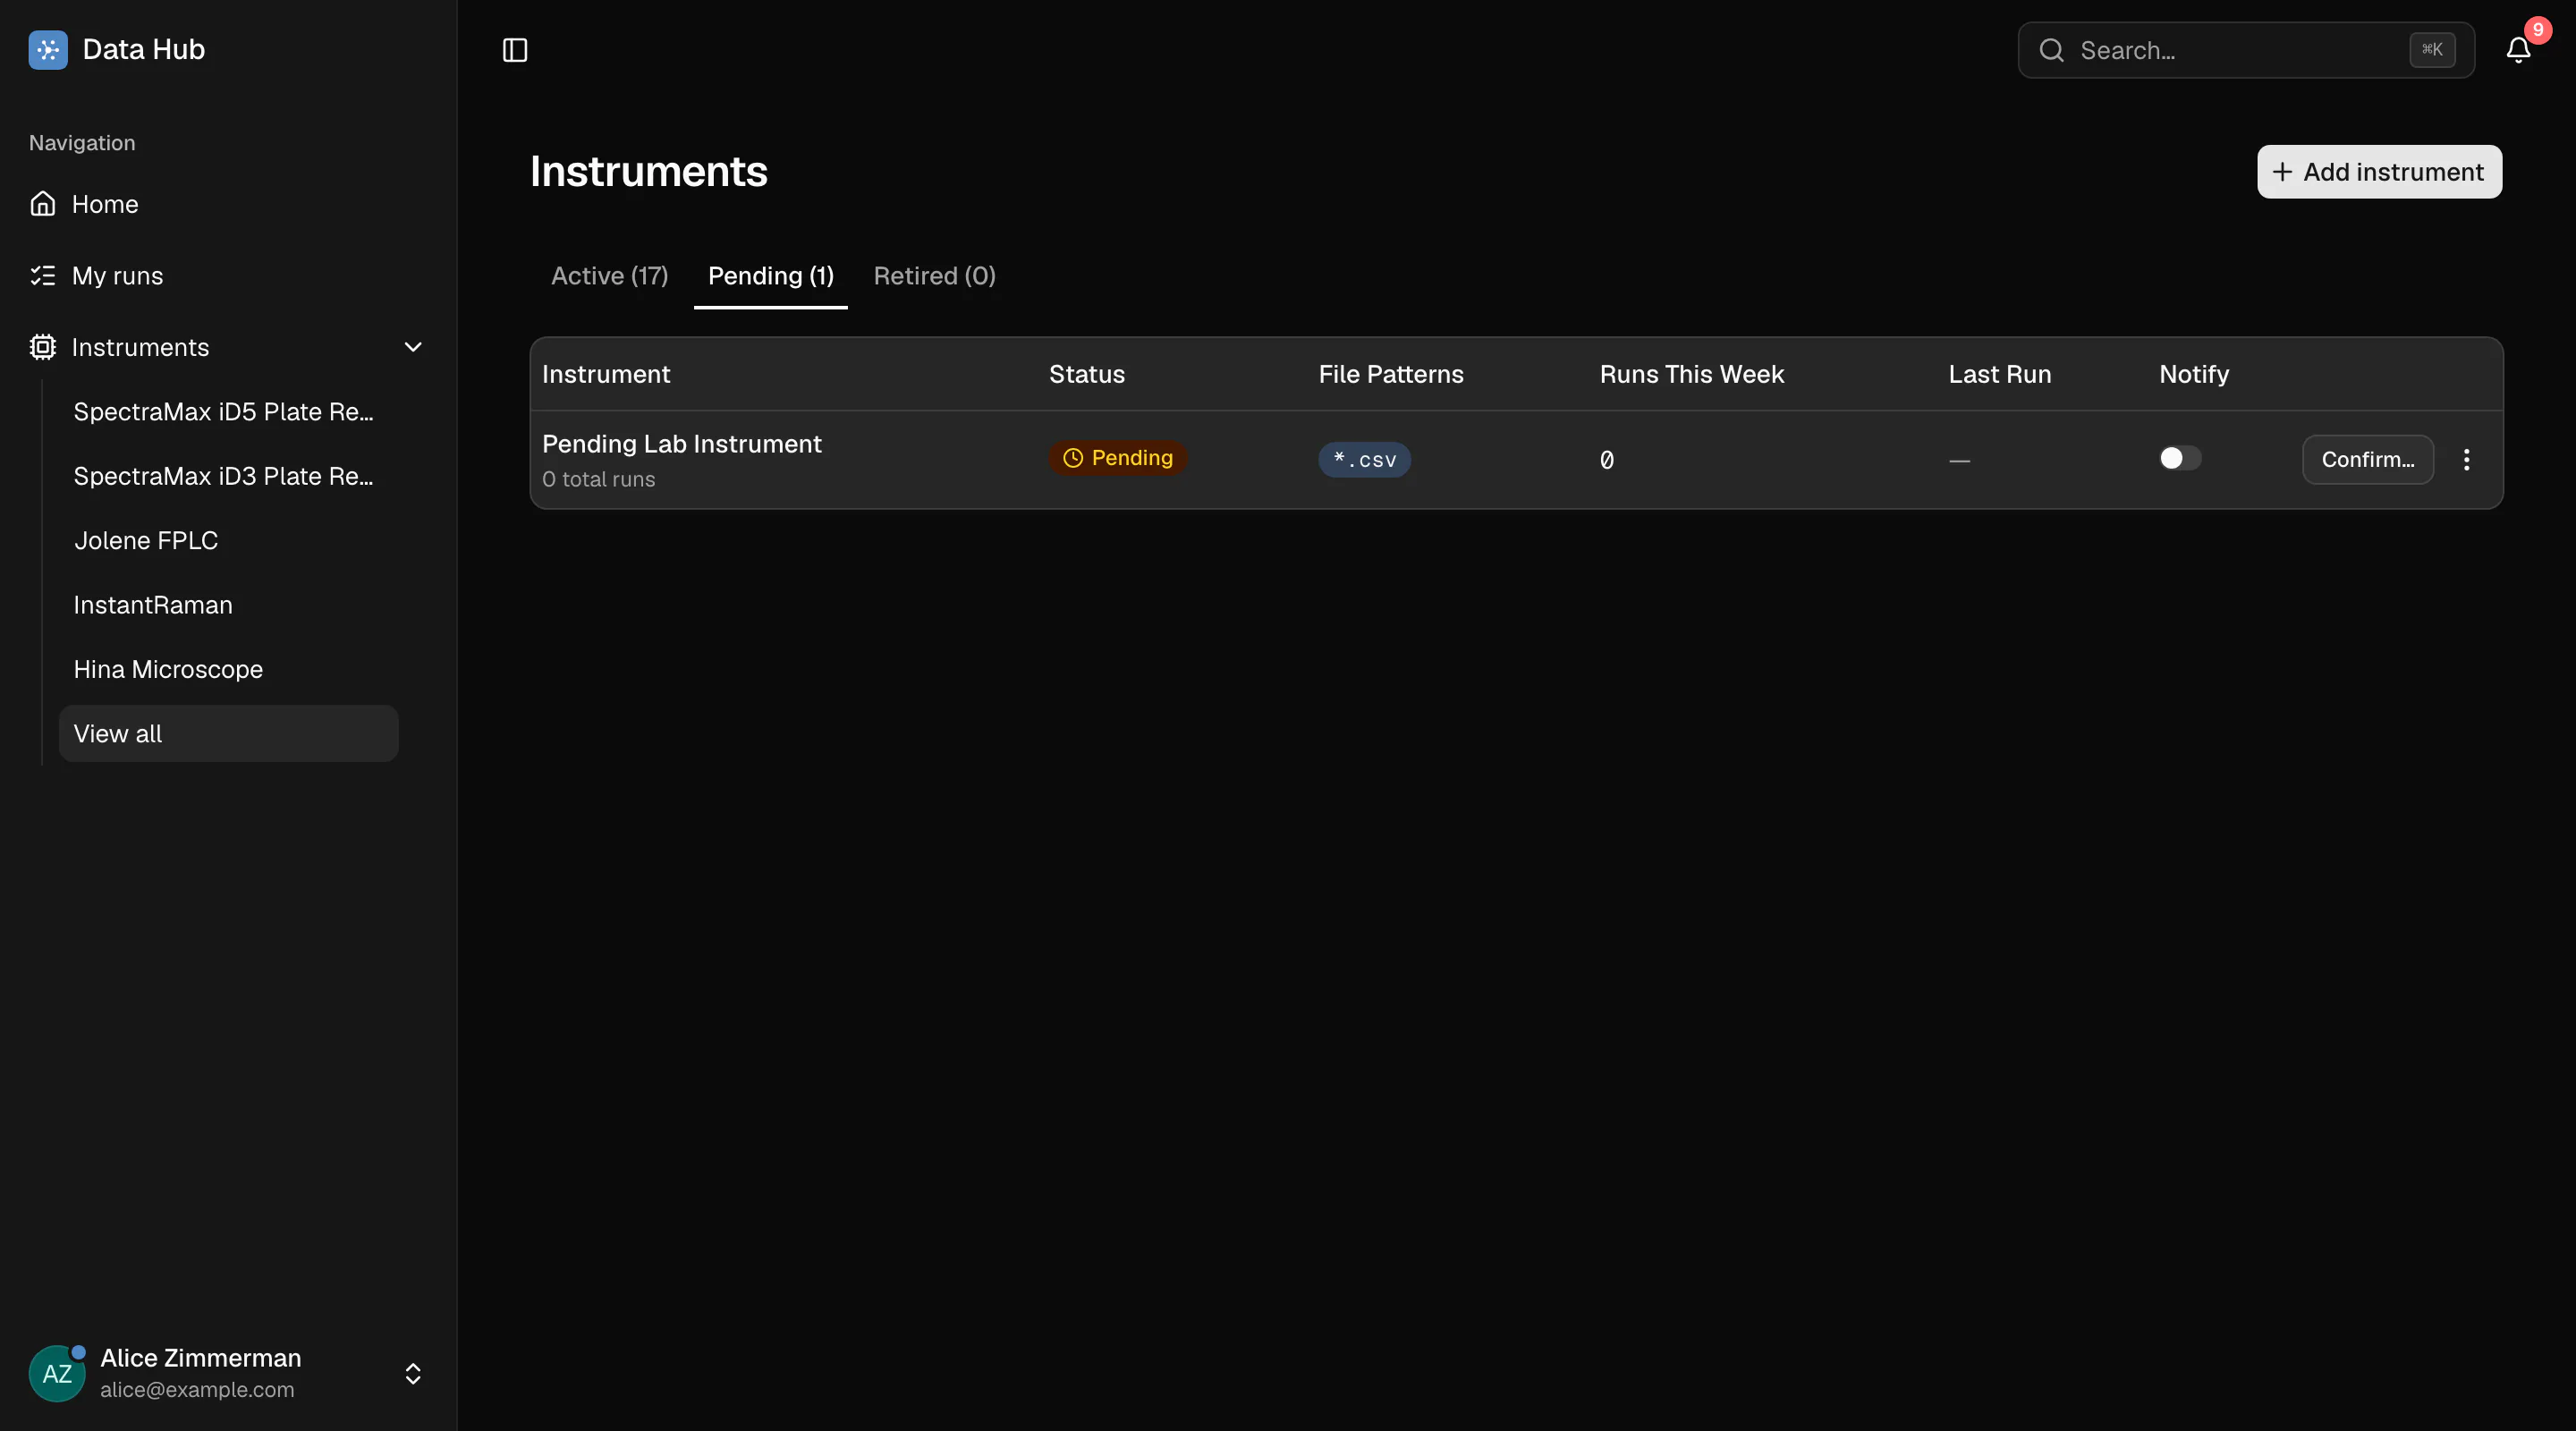 Data Hub
Navigation
Home
My runs
Instruments
SpectraMax iD5 Plate Re...
SpectraMax iD3 Plate Re...
Jolene FPLC
InstantRaman
Hina Microscope
View all
AZ
Alice Zimmerman
alice@example.com
Search...
⌘K
9
Instruments
+ Add instrument
Active (17)
Pending (1)
Retired (0)
Instrument
Status
File Patterns
Runs This Week
Last Run
Notify
Pending Lab Instrument
0 total runs
Pending
*.csv
0
—
Confirm...